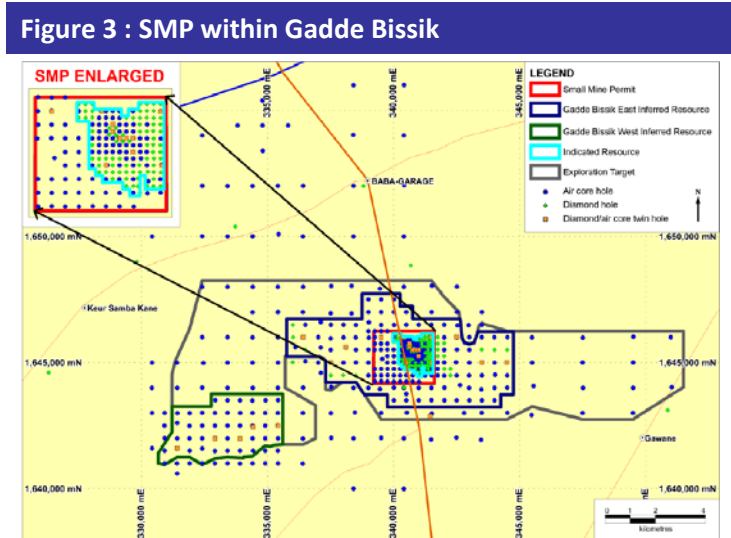 Figure 3 : SMP within Gadde Bissik
SMP ENLARGED
335,000 mE
340,000 mE
345,000 mE
LEGEND
Small Mine Permit
Gadde Bissik East Inferred Resource
Gadde Bissik West Inferred Resource
Indicated Resource
Exploration Target
Air core hole
Diamond hole
Diamond/air core twin hole
N
BABA-GARAGE
1,650,000 mN
1,650,000 mN
Keur Samba Kane
1,645,000 mN
1,645,000 mN
Gawane
1,640,000 mN
1,640,000 mN
330,000 mE
335,000 mE
340,000 mE
345,000 mE
0 1 2 4
kilometres